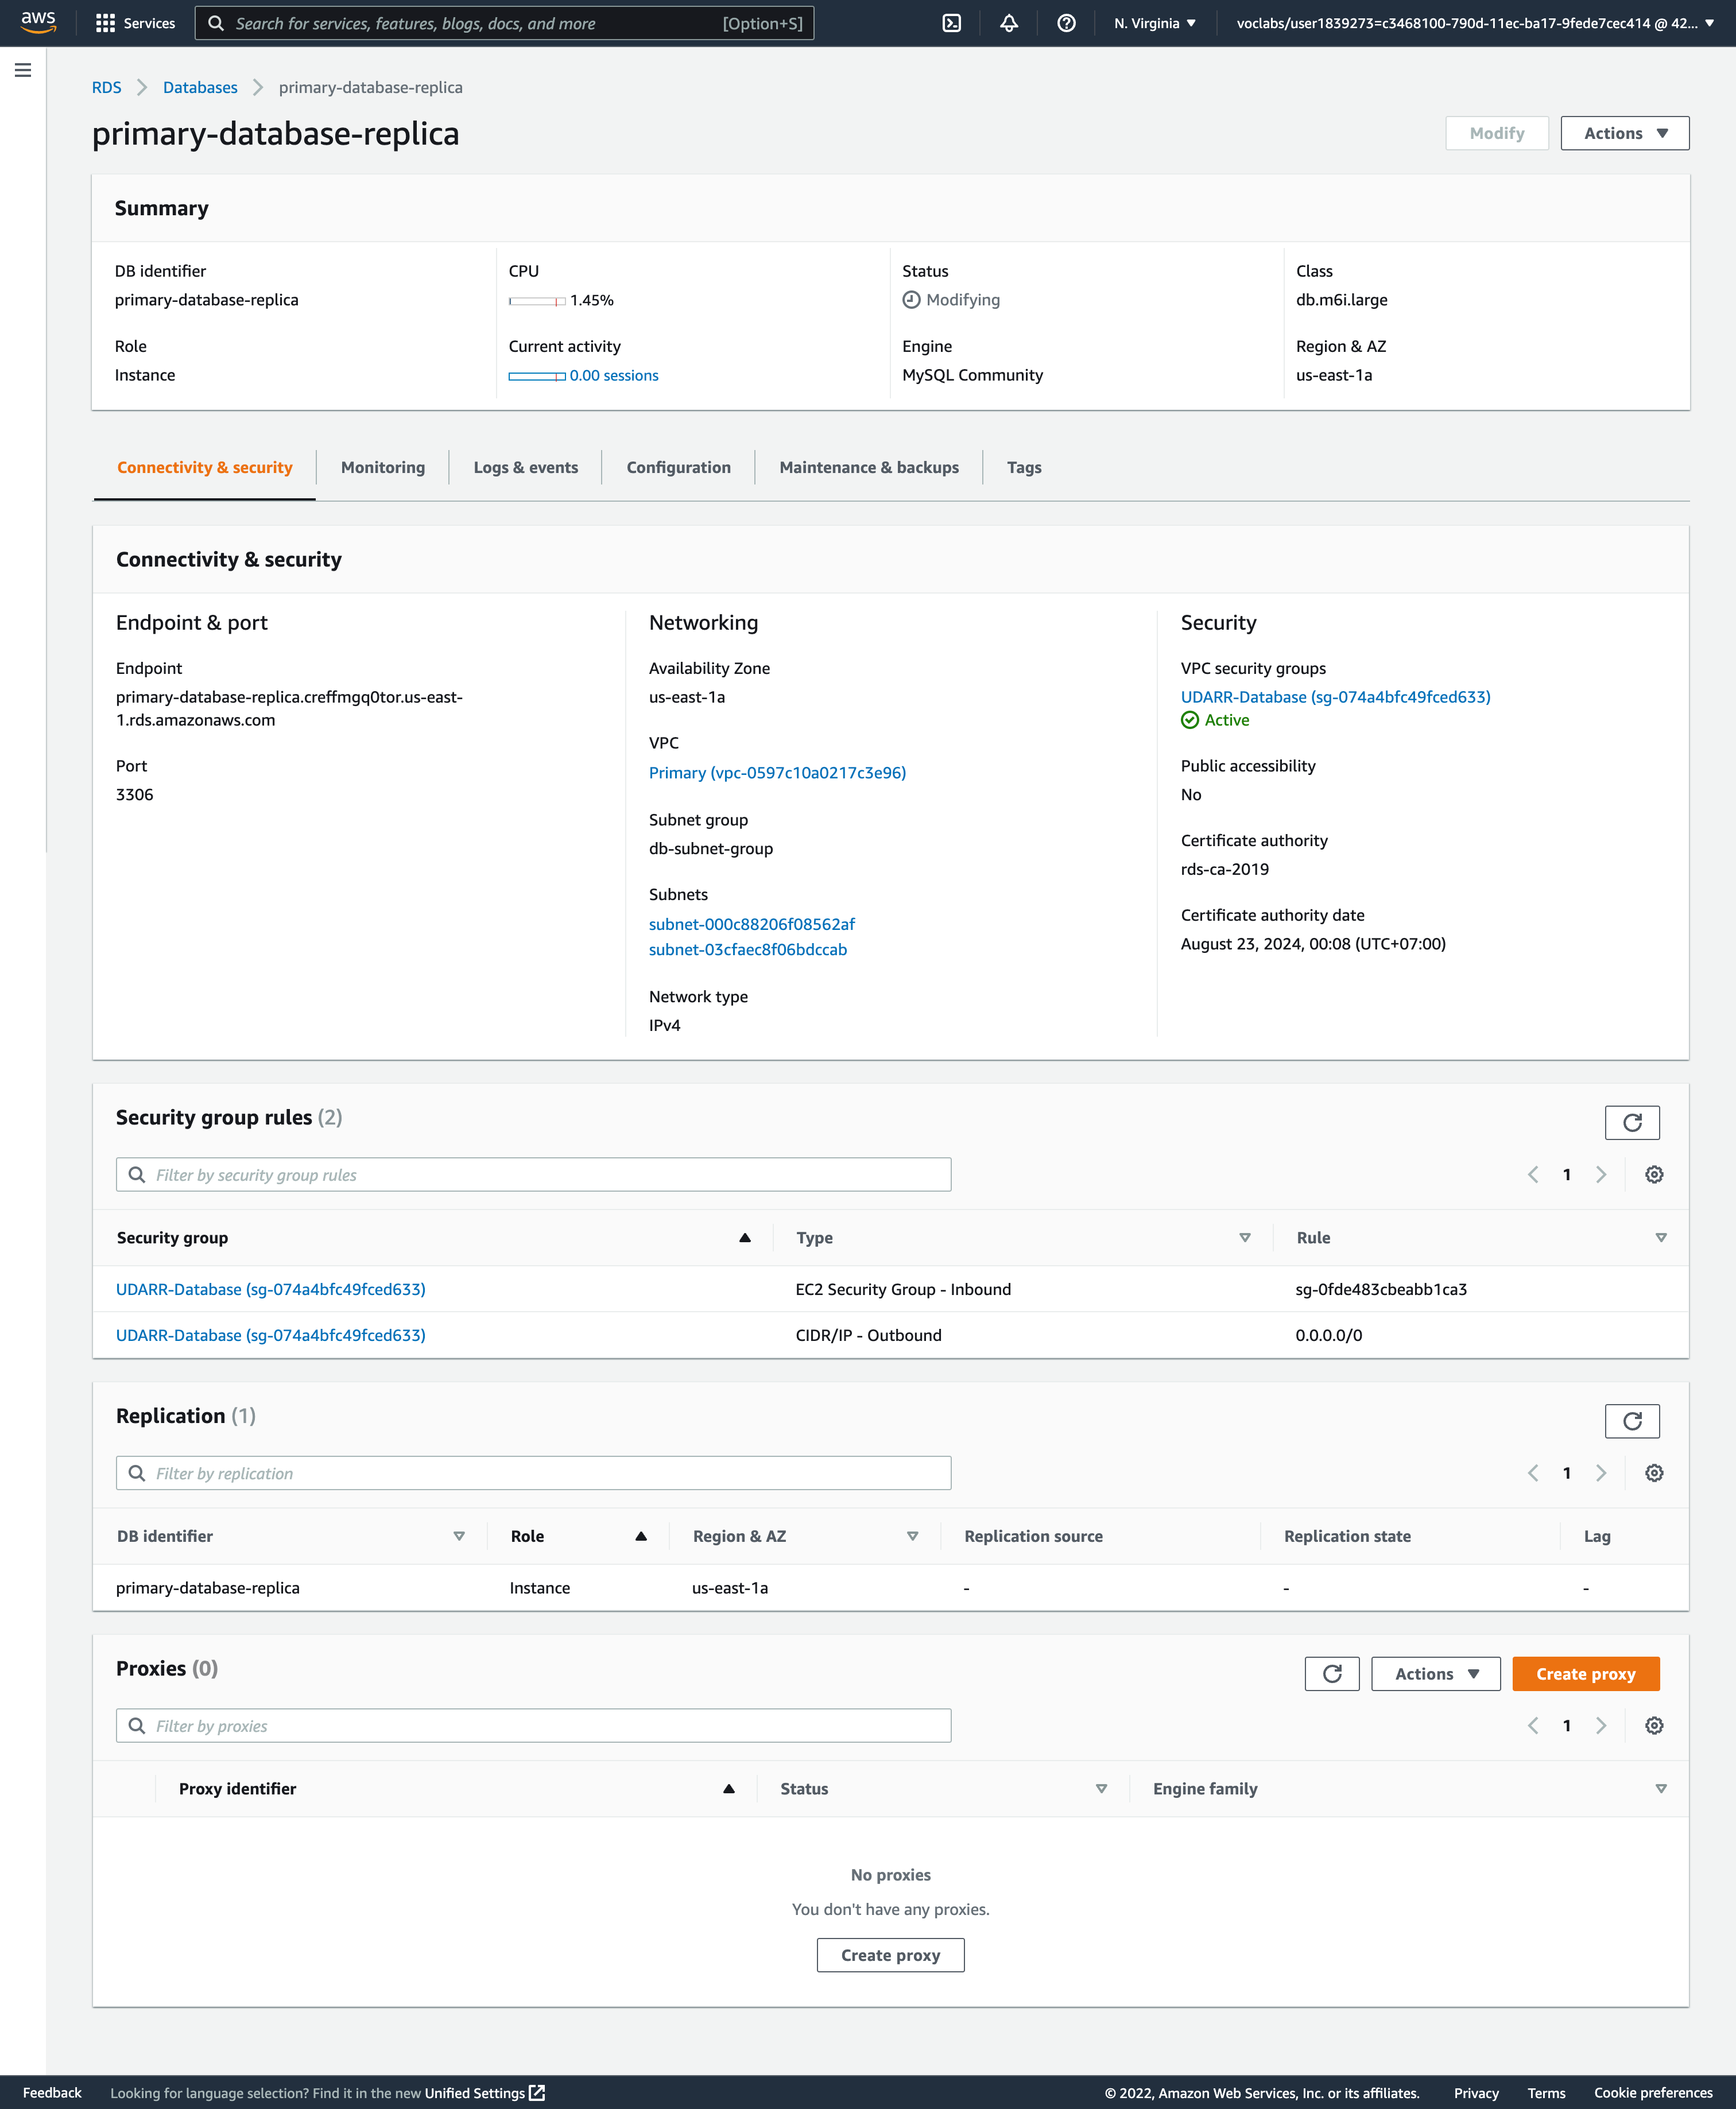 aws
Services
Search for services, features, blogs, docs, and more
[Option+S]
N. Virginia
voclabs/user1839273=c3468100-790d-11ec-ba17-9fede7cec414 @ 42...
RDS
Databases
primary-database-replica
primary-database-replica
Modify
Actions
Summary
DB identifier
primary-database-replica
CPU
1.45%
Status
Modifying
Class
db.m6i.large
Role
Instance
Current activity
0.00 sessions
Engine
MySQL Community
Region & AZ
us-east-1a
Connectivity & security
Monitoring
Logs & events
Configuration
Maintenance & backups
Tags
Connectivity & security
Endpoint & port
Endpoint
primary-database-replica.creffmgq0tor.us-east-
1.rds.amazonaws.com
Port
3306
Networking
Availability Zone
us-east-1a
VPC
Primary (vpc-0597c10a0217c3e96)
Subnet group
db-subnet-group
Subnets
subnet-000c88206f08562af
subnet-03cfaec8f06bdccab
Network type
IPv4
Security
VPC security groups
UDARR-Database (sg-074a4bfc49fced633)
Active
Public accessibility
No
Certificate authority
rds-ca-2019
Certificate authority date
August 23, 2024, 00:08 (UTC+07:00)
Security group rules (2)
Filter by security group rules
1
Security group
Type
Rule
UDARR-Database (sg-074a4bfc49fced633)
EC2 Security Group - Inbound
sg-0fde483cbeabb1ca3
UDARR-Database (sg-074a4bfc49fced633)
CIDR/IP - Outbound
0.0.0.0/0
Replication (1)
Filter by replication
1
DB identifier
Role
Region & AZ
Replication source
Replication state
Lag
primary-database-replica
Instance
us-east-1a
-
-
-
Proxies (0)
Actions
Create proxy
Filter by proxies
1
Proxy identifier
Status
Engine family
No proxies
You don't have any proxies.
Create proxy
Feedback
Looking for language selection? Find it in the new Unified Settings
© 2022, Amazon Web Services, Inc. or its affiliates.
Privacy
Terms
Cookie preferences